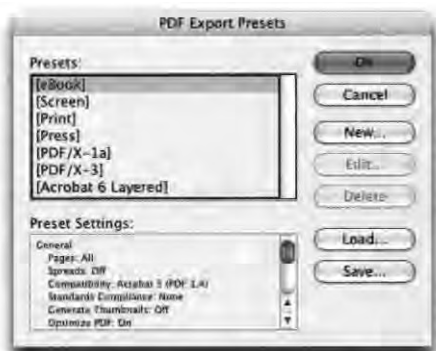 PDF Export Presets
Presets:
[eBook]
[Screen]
[Print]
[Press]
[PDF/X-1a]
[PDF/X-3]
[Acrobat 6 Layered]
OK
Cancel
New...
Edit...
Delete
Load...
Save...
Preset Settings:
General
Pages: All
Spreads: Off
Compatibility: Acrobat 5 (PDF 1.4)
Standards Compliance: None
Generate Thumbnails: Off
Optimize PDF: On